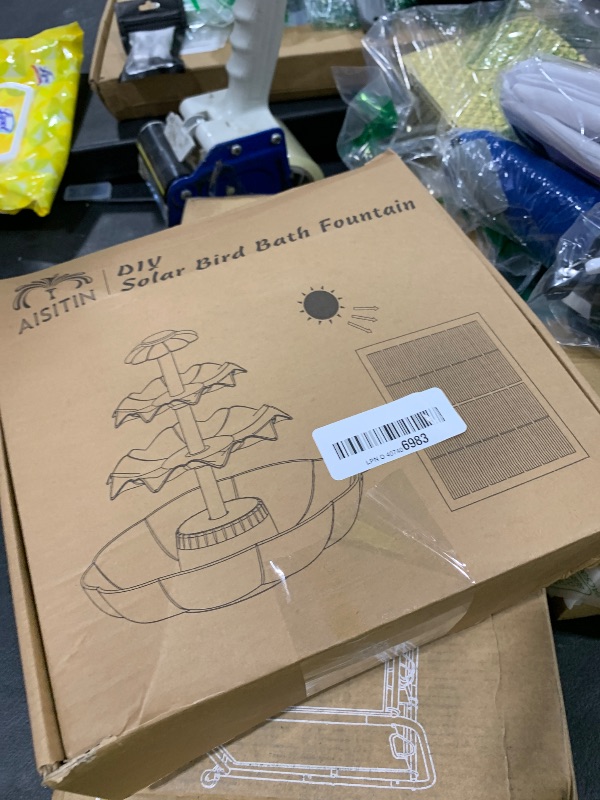 AISITIN
DIY
Solar Bird Bath Fountain
6983